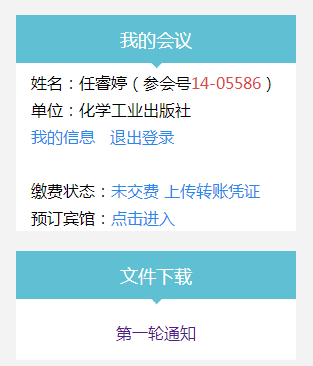 我的会议
姓名：任睿婷（参会号14-05586）
单位：化学工业出版社
我的信息 退出登录
缴费状态：未交费 上传转账凭证
预订宾馆：点击进入
文件下载
第一轮通知